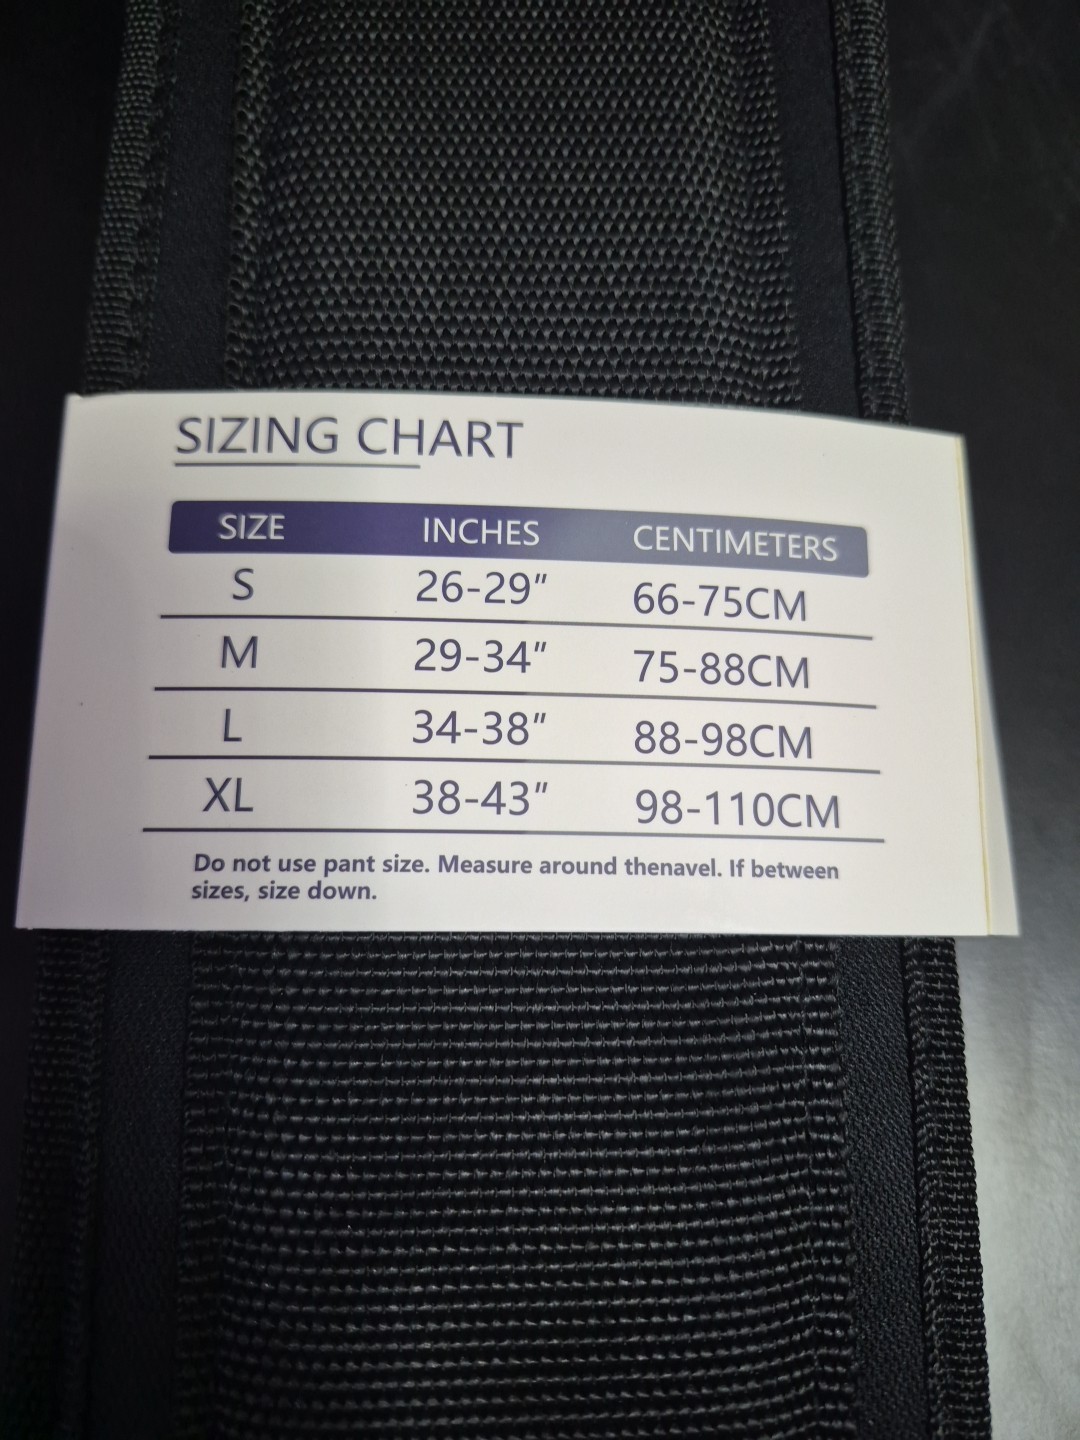 SIZING CHART
SIZE INCHES CENTIMETERS
S 26-29" 66-75CM
M 29-34" 75-88CM
L 34-38" 88-98CM
XL 38-43" 98-110CM
Do not use pant size. Measure around thenavel. If between
sizes, size down.